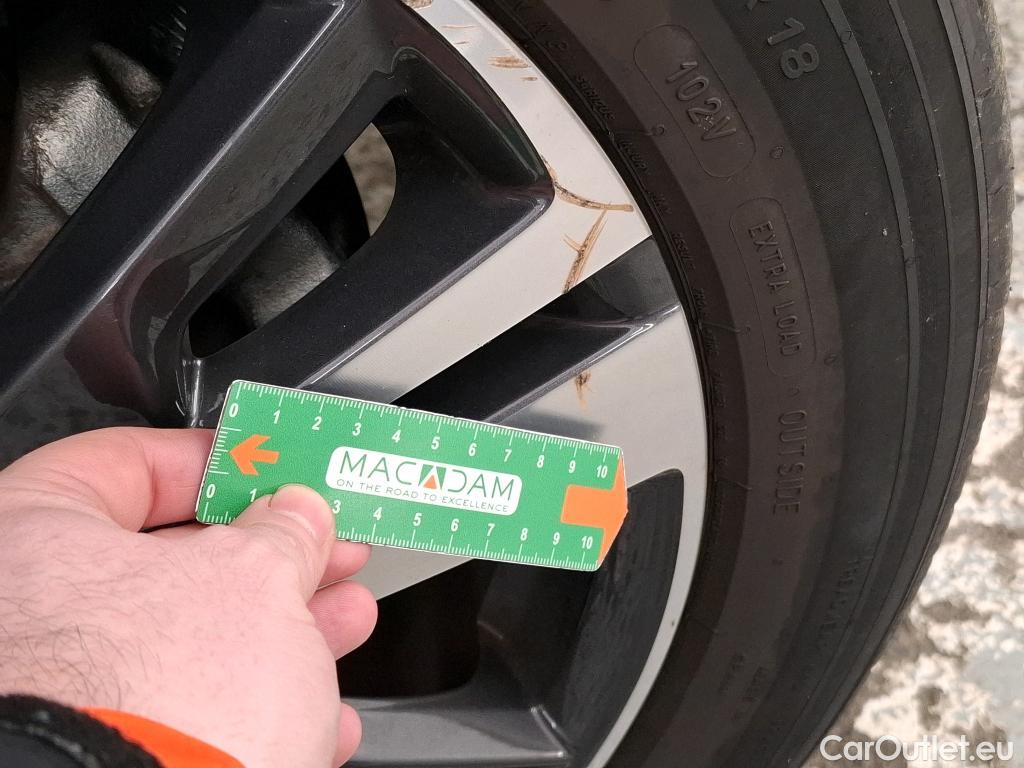 R 18
102V
EXTRA LOAD
OUTSIDE
0 1 2 3 4 5 6 7 8 9 10
MACADAM
ON THE ROAD TO EXCELLENCE
0 1 3 4 5 6 7 8 9 10
CarOutlet.eu